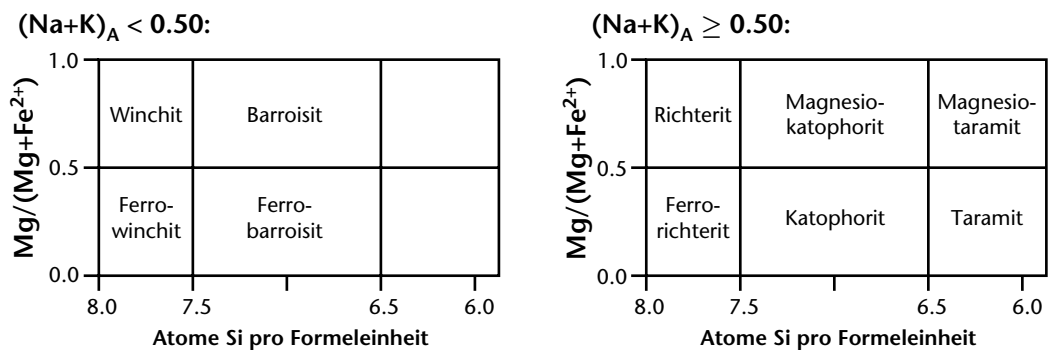 (Na+K)A < 0.50:
Mg/(Mg+Fe2+)
1.0
0.5
0.0
Winchit
Barroisit
Ferro-
winchit
Ferro-
barroisit
8.0
7.5
6.5
6.0
Atome Si pro Formeleinheit
(Na+K)A ≥ 0.50:
Mg/(Mg+Fe2+)
1.0
0.5
0.0
Richterit
Magnesio-
katophorit
Magnesio-
taramit
Ferro-
richterit
Katophorit
Taramit
8.0
7.5
6.5
6.0
Atome Si pro Formeleinheit